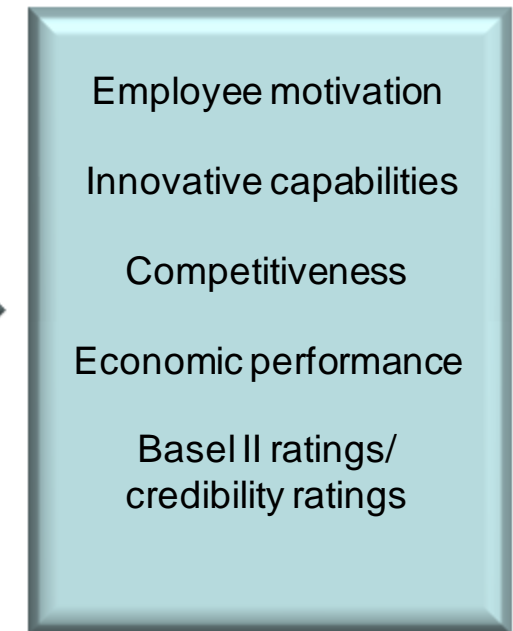 Employee motivation
Innovative capabilities
Competitiveness
Economic performance
Basel II ratings/
credibility ratings